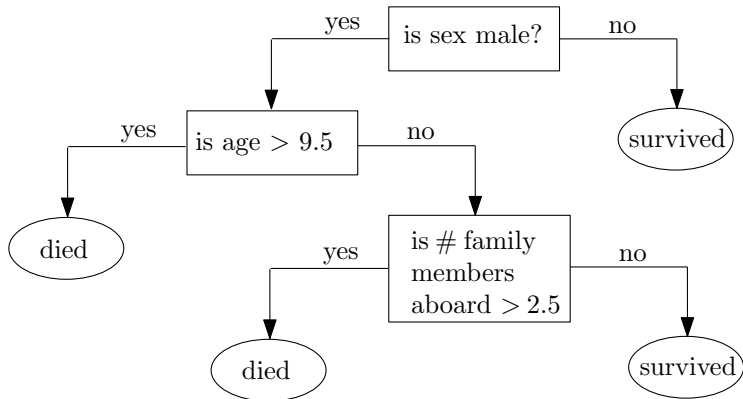 yes
is sex male?
no
yes
is age > 9.5
no
survived
died
yes
is # family
members
aboard > 2.5
no
died
survived